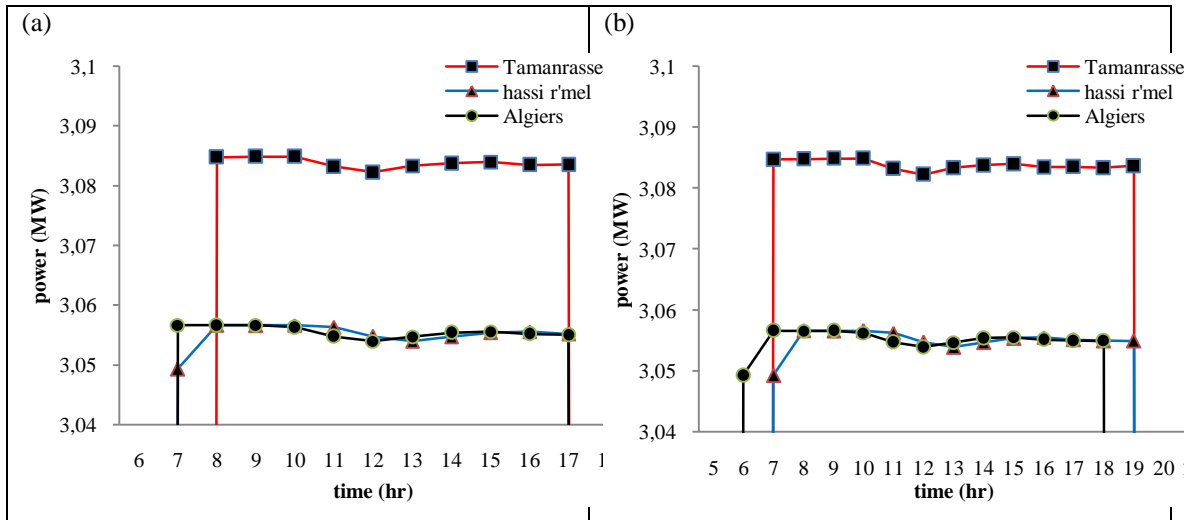 (a)
3,1
3,09
3,08
3,07
3,06
3,05
3,04
power (MW)
Tamanrasse
hassi r'mel
Algiers
6 7 8 9 10 11 12 13 14 15 16 17 1
time (hr)
(b)
3,1
3,09
3,08
3,07
3,06
3,05
3,04
power (MW)
Tamanrasse
hassi r'mel
Algiers
5 6 7 8 9 10 11 12 13 14 15 16 17 18 19 20
time (hr)